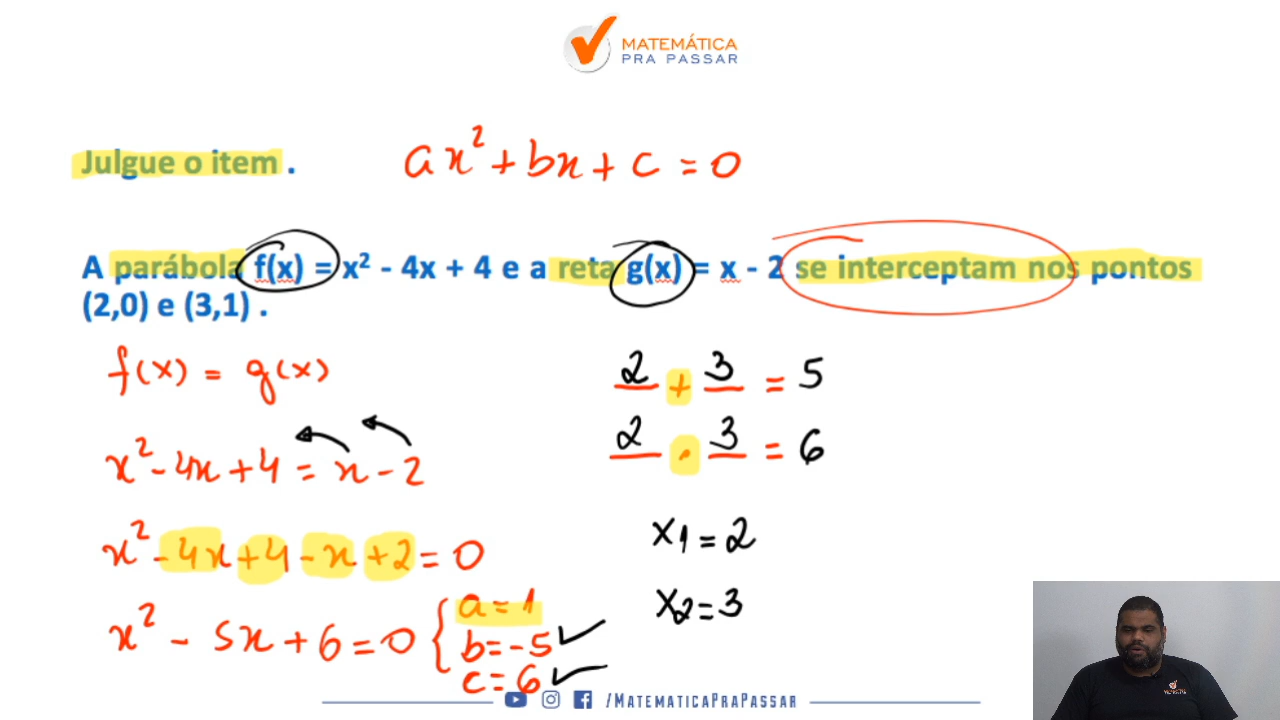 MATEMÁTICA
PRA PASSAR
Julgue o item .
ax² + bx + c = 0
A parábola f(x) = x² - 4x + 4 e a reta g(x) = x - 2 se interceptam nos pontos
(2,0) e (3,1) .
f(x) = g(x)
x² - 4x + 4 = x - 2
x² - 4x + 4 - x + 2 = 0
x² - 5x + 6 = 0 { a = 1
b = -5
c = 6
2 + 3 = 5
2 . 3 = 6
x1 = 2
x2 = 3
/MATEMATICAPRAPASSAR